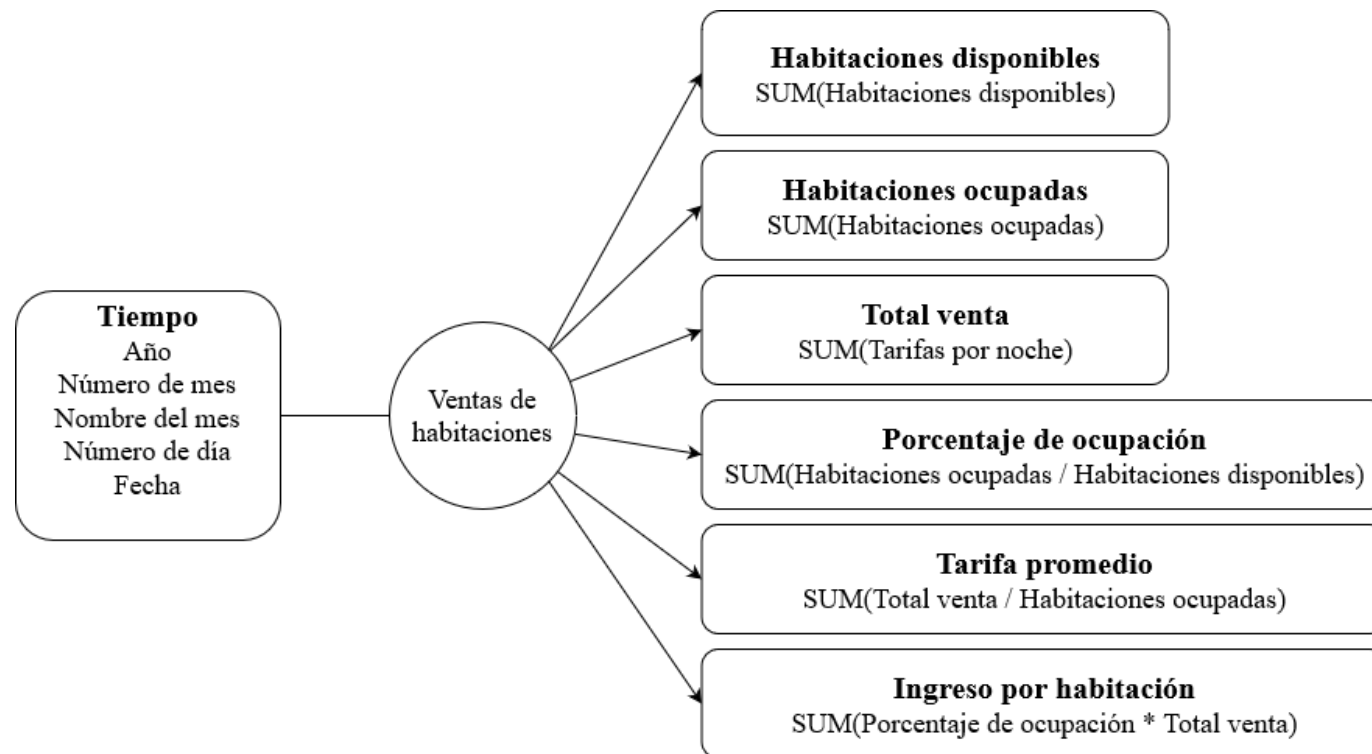 Tiempo
Año
Número de mes
Nombre del mes
Número de día
Fecha
Ventas de
habitaciones
Habitaciones disponibles
SUM(Habitaciones disponibles)
Habitaciones ocupadas
SUM(Habitaciones ocupadas)
Total venta
SUM(Tarifas por noche)
Porcentaje de ocupación
SUM(Habitaciones ocupadas / Habitaciones disponibles)
Tarifa promedio
SUM(Total venta / Habitaciones ocupadas)
Ingreso por habitación
SUM(Porcentaje de ocupación * Total venta)